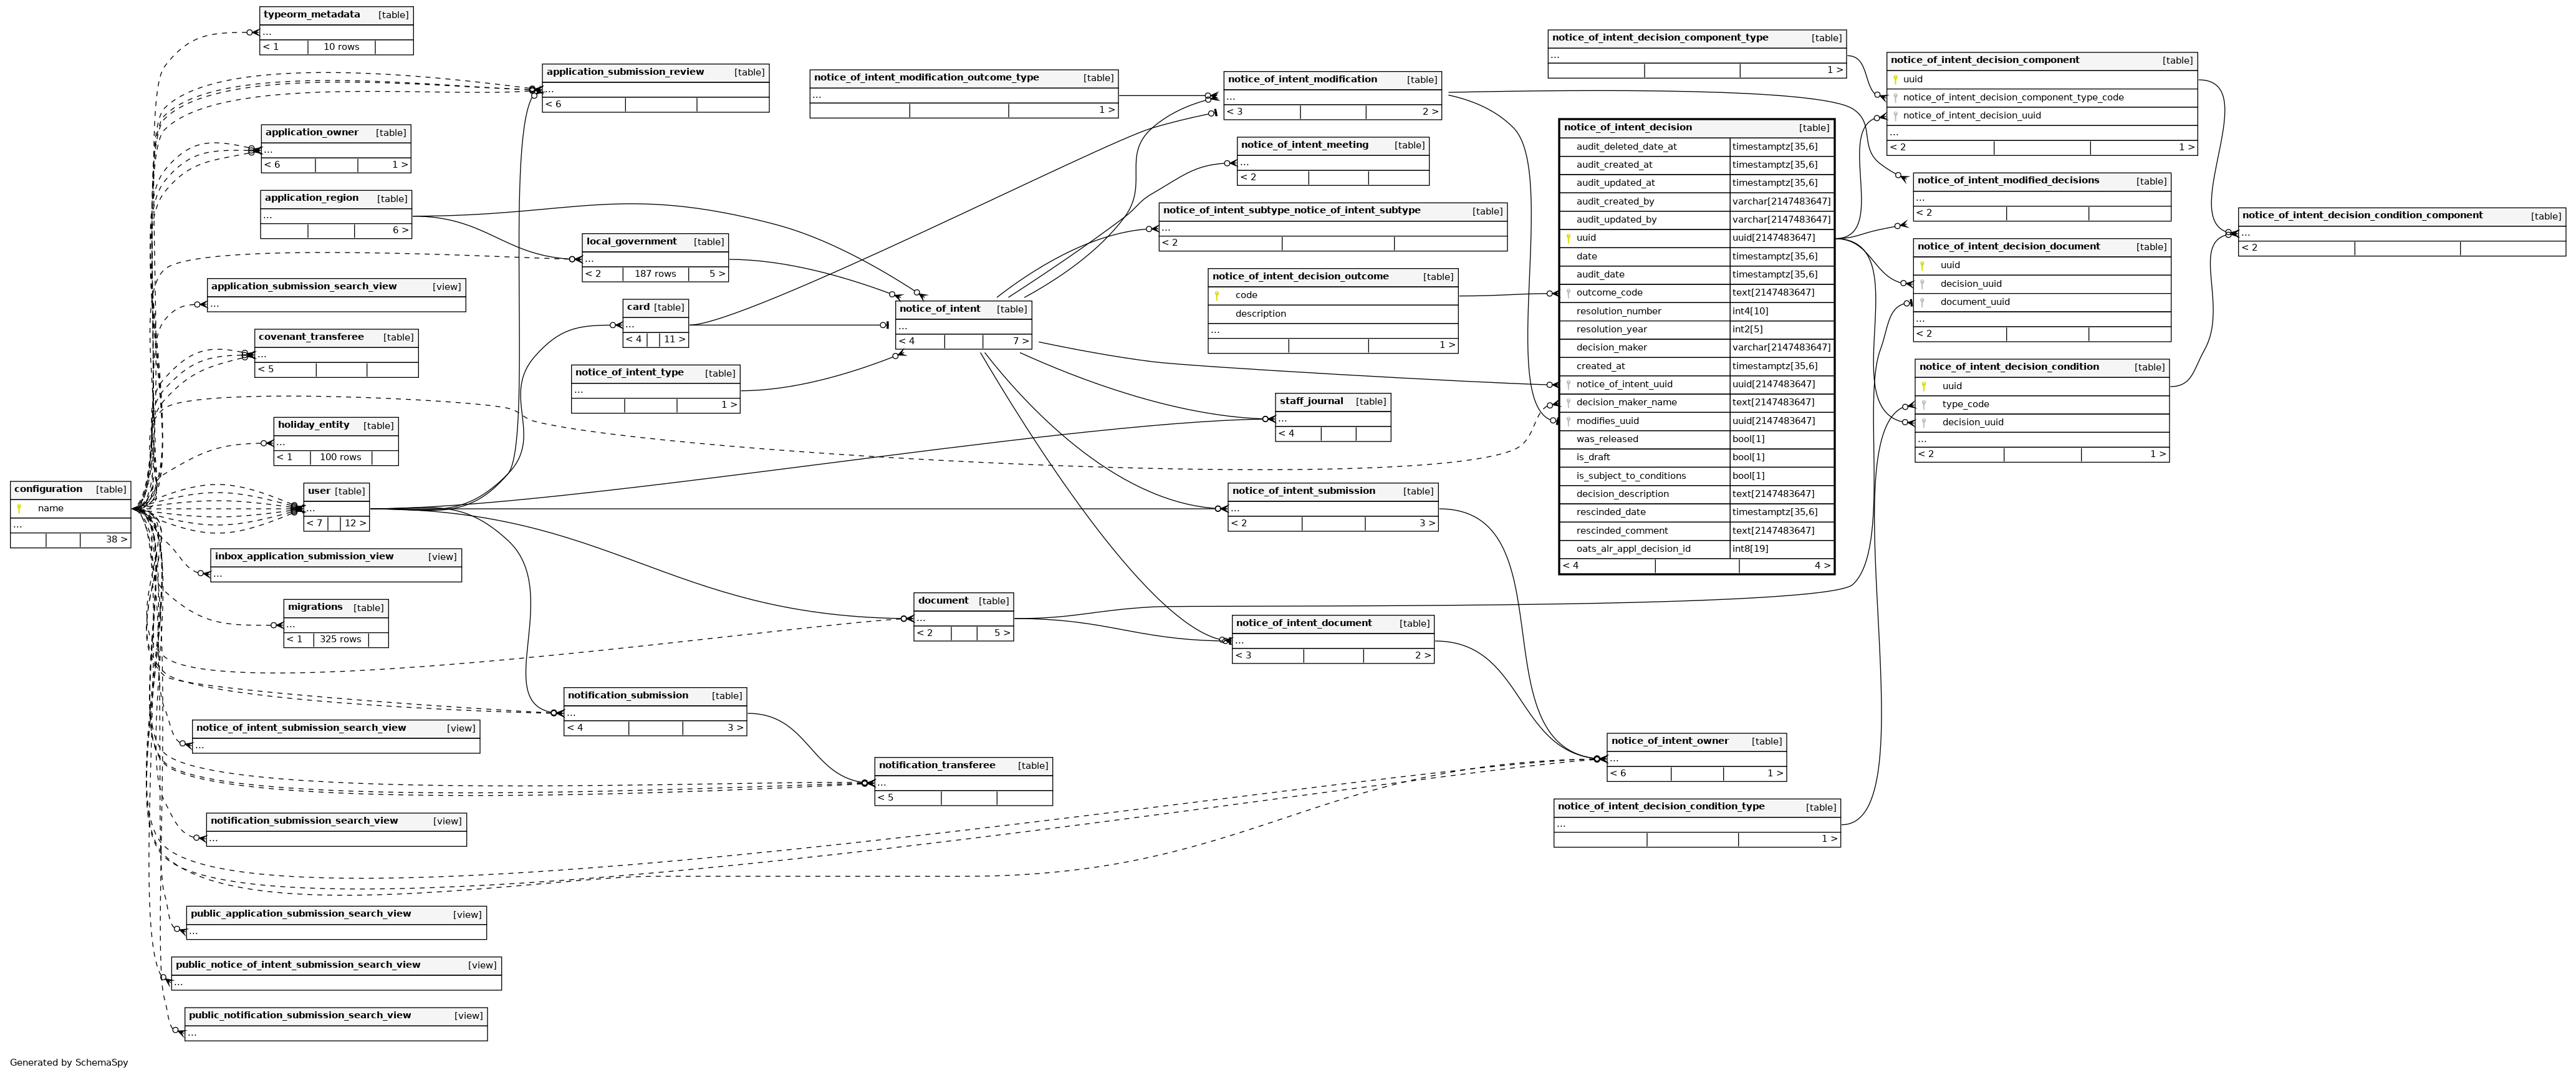 typeorm_metadata [table]
...
< 1 10 rows
application_submission_review [table]
...
< 6
application_owner [table]
...
< 6 1 >
application_region [table]
...
6 >
local_government [table]
...
< 2 187 rows 5 >
application_submission_search_view [view]
...
card [table]
...
< 4 11 >
covenant_transferee [table]
...
< 5
notice_of_intent_type [table]
...
1 >
holiday_entity [table]
...
< 1 100 rows
configuration [table]
name
...
38 >
user [table]
...
< 7 12 >
inbox_application_submission_view [view]
...
migrations [table]
...
< 1 325 rows
notification_submission [table]
...
< 4 3 >
notice_of_intent_submission_search_view [view]
...
notification_transferee [table]
...
< 5
notification_submission_search_view [view]
...
public_application_submission_search_view [view]
...
public_notice_of_intent_submission_search_view [view]
...
public_notification_submission_search_view [view]
...
notice_of_intent_modification_outcome_type [table]
...
1 >
notice_of_intent [table]
...
< 4 7 >
document [table]
...
< 2 5 >
notice_of_intent_modification [table]
...
< 3 2 >
notice_of_intent_meeting [table]
...
< 2
notice_of_intent_subtype_notice_of_intent_subtype [table]
...
< 2
notice_of_intent_decision_outcome [table]
code
description
...
1 >
staff_journal [table]
...
< 4
notice_of_intent_submission [table]
...
< 2 3 >
notice_of_intent_document [table]
...
< 3 2 >
notice_of_intent_decision_component_type [table]
...
1 >
notice_of_intent_decision [table]
audit_deleted_date_at timestamptz[35,6]
audit_created_at timestamptz[35,6]
audit_updated_at timestamptz[35,6]
audit_created_by varchar[2147483647]
audit_updated_by varchar[2147483647]
uuid uuid[2147483647]
date timestamptz[35,6]
audit_date timestamptz[35,6]
outcome_code text[2147483647]
resolution_number int4[10]
resolution_year int2[5]
decision_maker varchar[2147483647]
created_at timestamptz[35,6]
notice_of_intent_uuid uuid[2147483647]
decision_maker_name text[2147483647]
modifies_uuid uuid[2147483647]
was_released bool[1]
is_draft bool[1]
is_subject_to_conditions bool[1]
decision_description text[2147483647]
rescinded_date timestamptz[35,6]
rescinded_comment text[2147483647]
oats_alr_appl_decision_id int8[19]
< 4 4 >
notice_of_intent_owner [table]
...
< 6 1 >
notice_of_intent_decision_condition_type [table]
...
1 >
notice_of_intent_decision_component [table]
uuid
notice_of_intent_decision_component_type_code
notice_of_intent_decision_uuid
...
< 2 1 >
notice_of_intent_modified_decisions [table]
...
< 2
notice_of_intent_decision_document [table]
uuid
decision_uuid
document_uuid
...
< 2
notice_of_intent_decision_condition [table]
uuid
type_code
decision_uuid
...
< 2 1 >
notice_of_intent_decision_condition_component [table]
...
< 2
Generated by SchemaSpy